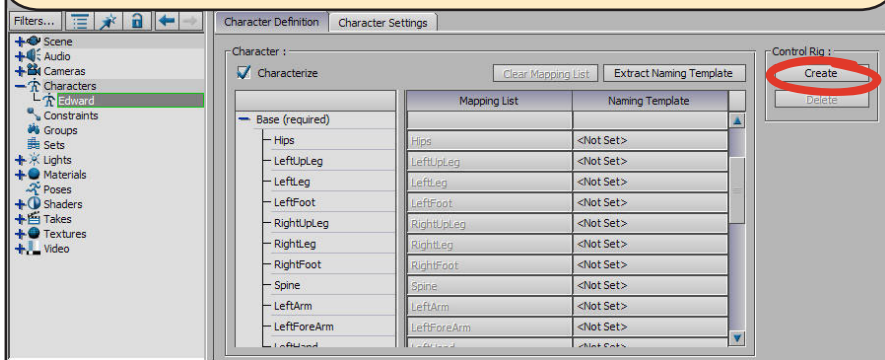 Filters...
Character Definition
Character Settings
Scene
Audio
Cameras
Characters
Edward
Constraints
Groups
Sets
Lights
Materials
Poses
Shaders
Takes
Textures
Video
Character :
Characterize
Clear Mapping List
Extract Naming Template
Mapping List Naming Template
Base (required)
Hips Hips <Not Set>
LeftUpLeg LeftUpLeg <Not Set>
LeftLeg LeftLeg <Not Set>
LeftFoot LeftFoot <Not Set>
RightUpLeg RightUpLeg <Not Set>
RightLeg RightLeg <Not Set>
RightFoot RightFoot <Not Set>
Spine Spine <Not Set>
LeftArm LeftArm <Not Set>
LeftForeArm LeftForeArm <Not Set>
LeftHand LeftHand <Not Set>
Control Rig :
Create
Delete